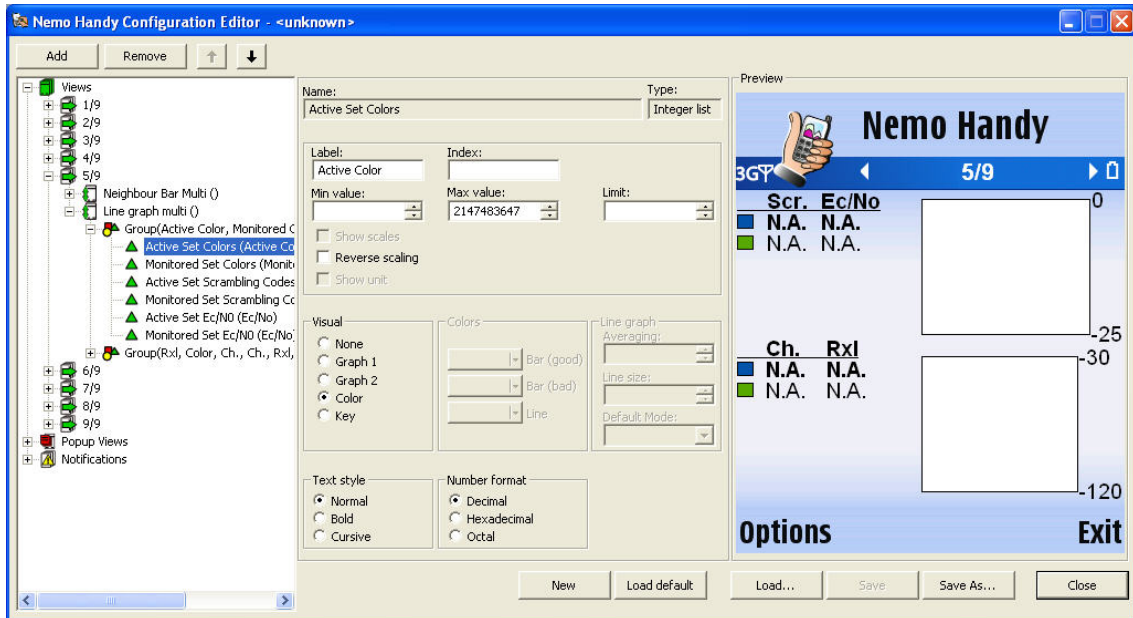 Nemo Handy Configuration Editor - <unknown>
Add
Remove
Views
1/9
2/9
3/9
4/9
5/9
Neighbour Bar Multi ()
Line graph multi ()
Group(Active Color, Monitored C
Active Set Colors (Active Co
Monitored Set Colors (Monit
Active Set Scrambling Codes
Monitored Set Scrambling Co
Active Set Ec/N0 (Ec/No)
Monitored Set Ec/N0 (Ec/No
Group(Rxl, Color, Ch., Ch., Rxl,
6/9
7/9
8/9
9/9
Popup Views
Notifications
Name:
Type:
Active Set Colors
Integer list
Label:
Index:
Active Color
Min value:
Max value:
Limit:
2147483647
Show scales
Reverse scaling
Show unit
Visual
None
Graph 1
Graph 2
Color
Key
Colors
Bar (good)
Bar (bad)
Line
Line graph
Averaging:
Line size:
Default Mode:
Text style
Normal
Bold
Cursive
Number format
Decimal
Hexadecimal
Octal
Preview
Nemo Handy
3G
5/9
Scr. Ec/No
0
N.A. N.A.
N.A. N.A.
-25
Ch. Rxl
-30
N.A. N.A.
N.A. N.A.
-120
Options
Exit
New
Load default
Load...
Save
Save As...
Close